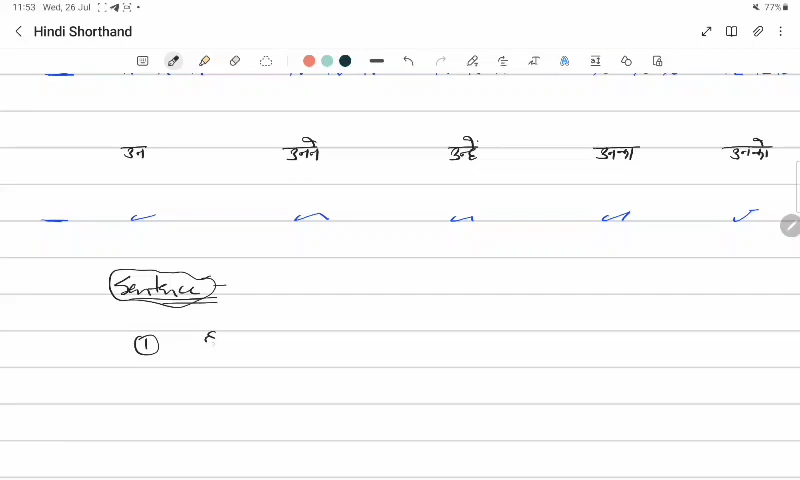 11:53 Wed, 26 Jul 77%
Hindi Shorthand
उन उनने उन्हें उनका उनको
Sentence
1